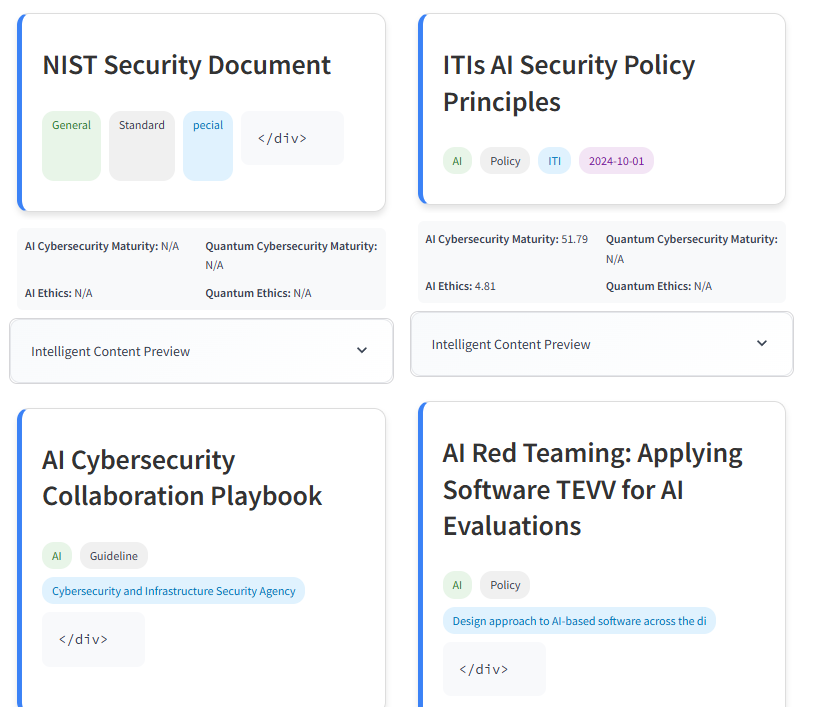 NIST Security Document
General
Standard
pecial
</div>
AI Cybersecurity Maturity: N/A
Quantum Cybersecurity Maturity:
N/A
AI Ethics: N/A
Quantum Ethics: N/A
Intelligent Content Preview
ITIs AI Security Policy
Principles
AI
Policy
ITI
2024-10-01
AI Cybersecurity Maturity: 51.79
Quantum Cybersecurity Maturity:
N/A
AI Ethics: 4.81
Quantum Ethics: N/A
Intelligent Content Preview
AI Cybersecurity
Collaboration Playbook
AI
Guideline
Cybersecurity and Infrastructure Security Agency
</div>
AI Red Teaming: Applying
Software TEVV for AI
Evaluations
AI
Policy
Design approach to AI-based software across the di
</div>